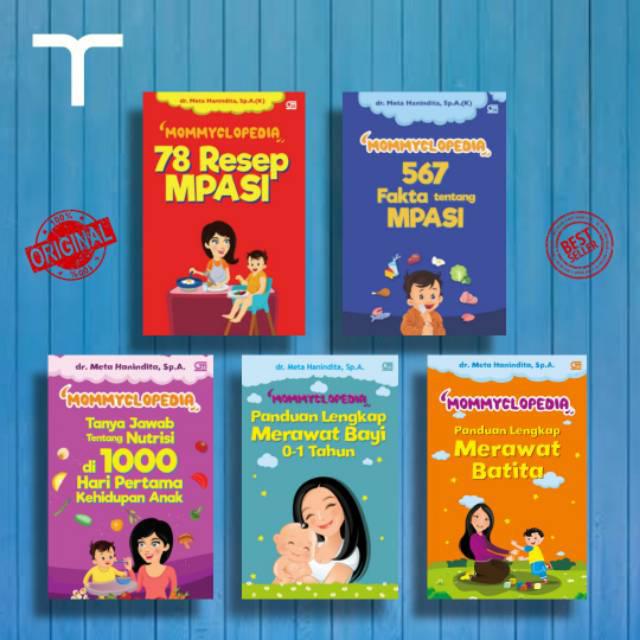 dr. Meta Hanindita, Sp.A.(K)
MOMMYCLOPEDIA
78 Resep
MPASI
dr. Meta Hanindita, Sp.A.(K)
MOMMYCLOPEDIA
567
Fakta tentang
MPASI
100%
ORIGINAL
100%
BEST
SELLER
dr. Meta Hanindita, Sp.A.
MOMMYCLOPEDIA
Tanya Jawab
Tentang Nutrisi
di 1000
Hari Pertama
Kehidupan Anak
dr. Meta Hanindita, Sp.A.
MOMMYCLOPEDIA
Panduan Lengkap
Merawat Bayi
0-1 Tahun
dr. Meta Hanindita, Sp.A.
MOMMYCLOPEDIA
Panduan Lengkap
Merawat
Batita